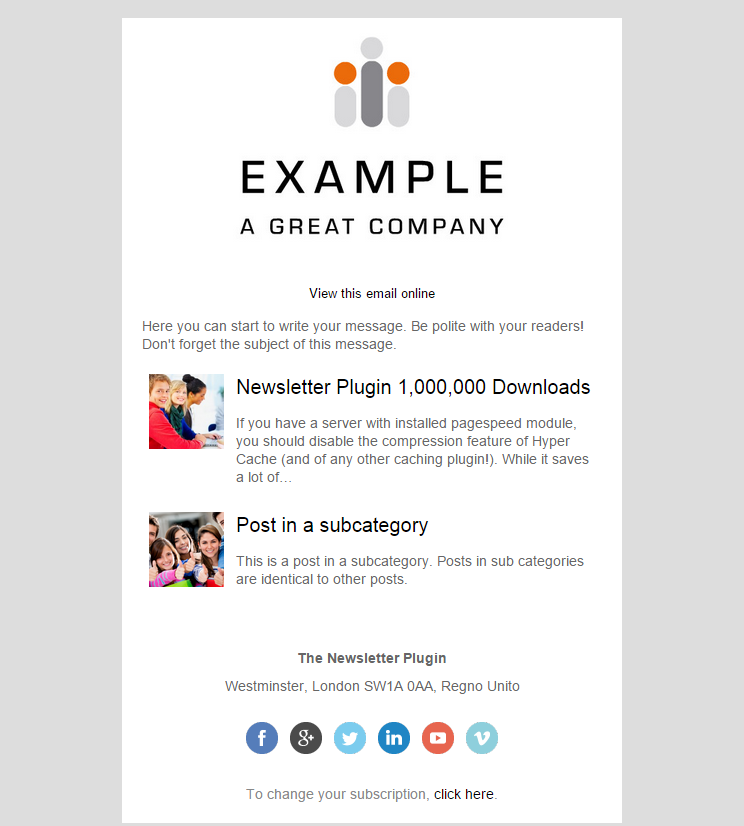 EXAMPLE
A GREAT COMPANY
View this email online
Here you can start to write your message. Be polite with your readers!
Don't forget the subject of this message.
Newsletter Plugin 1,000,000 Downloads
If you have a server with installed pagespeed module,
you should disable the compression feature of Hyper
Cache (and of any other caching plugin!). While it saves
a lot of…
Post in a subcategory
This is a post in a subcategory. Posts in sub categories
are identical to other posts.
The Newsletter Plugin
Westminster, London SW1A 0AA, Regno Unito
f g+ in v
To change your subscription, click here.